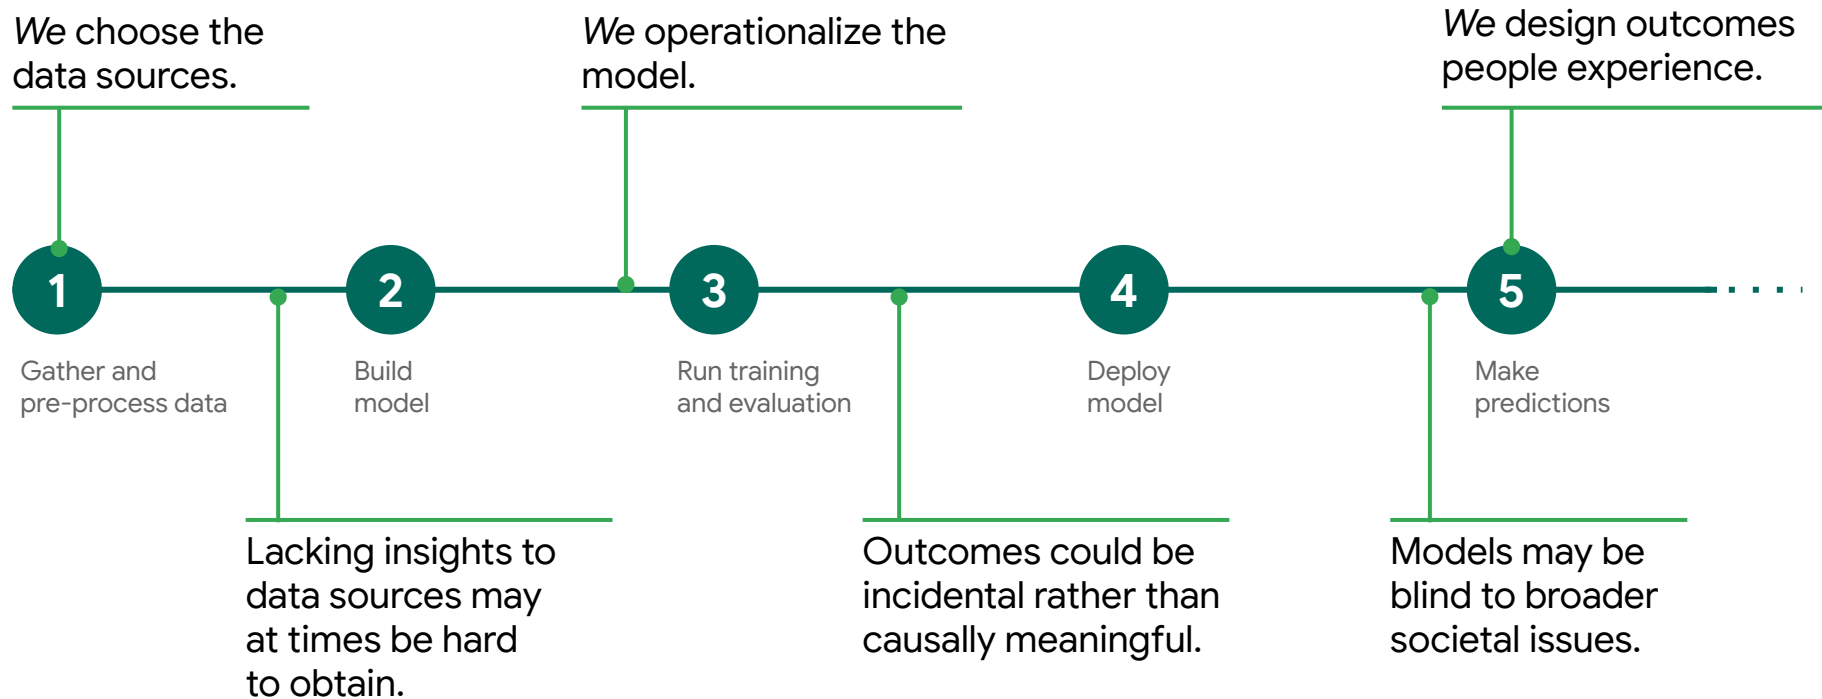 We choose the
data sources.
We operationalize the
model.
We design outcomes
people experience.
1
2
3
4
5
Gather and
pre-process data
Build
model
Run training
and evaluation
Deploy
model
Make
predictions
Lacking insights to
data sources may
at times be hard
to obtain.
Outcomes could be
incidental rather than
causally meaningful.
Models may be
blind to broader
societal issues.